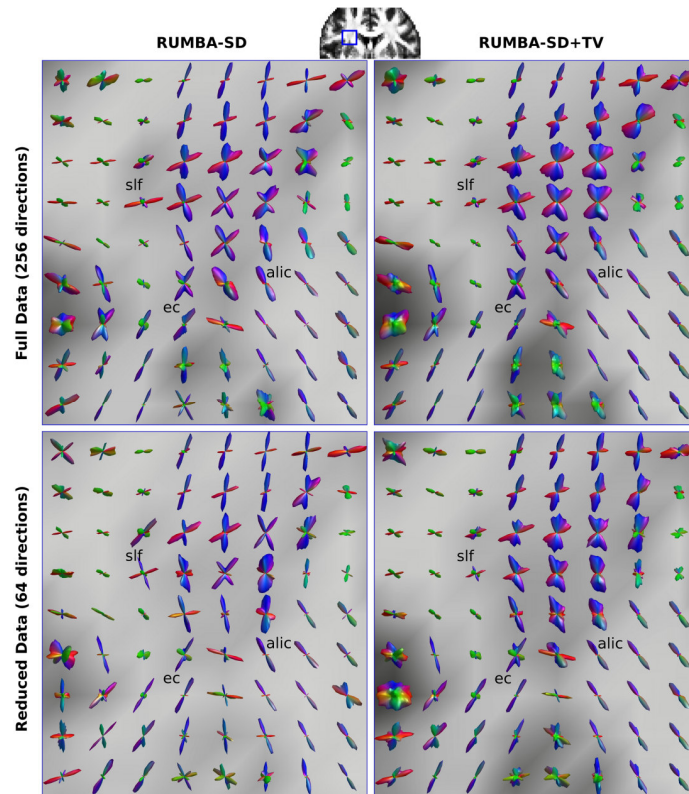 RUMBA-SD
RUMBA-SD+TV
Full Data (256 directions)
slf
alic
ec
slf
alic
ec
Reduced Data (64 directions)
slf
alic
ec
slf
alic
ec